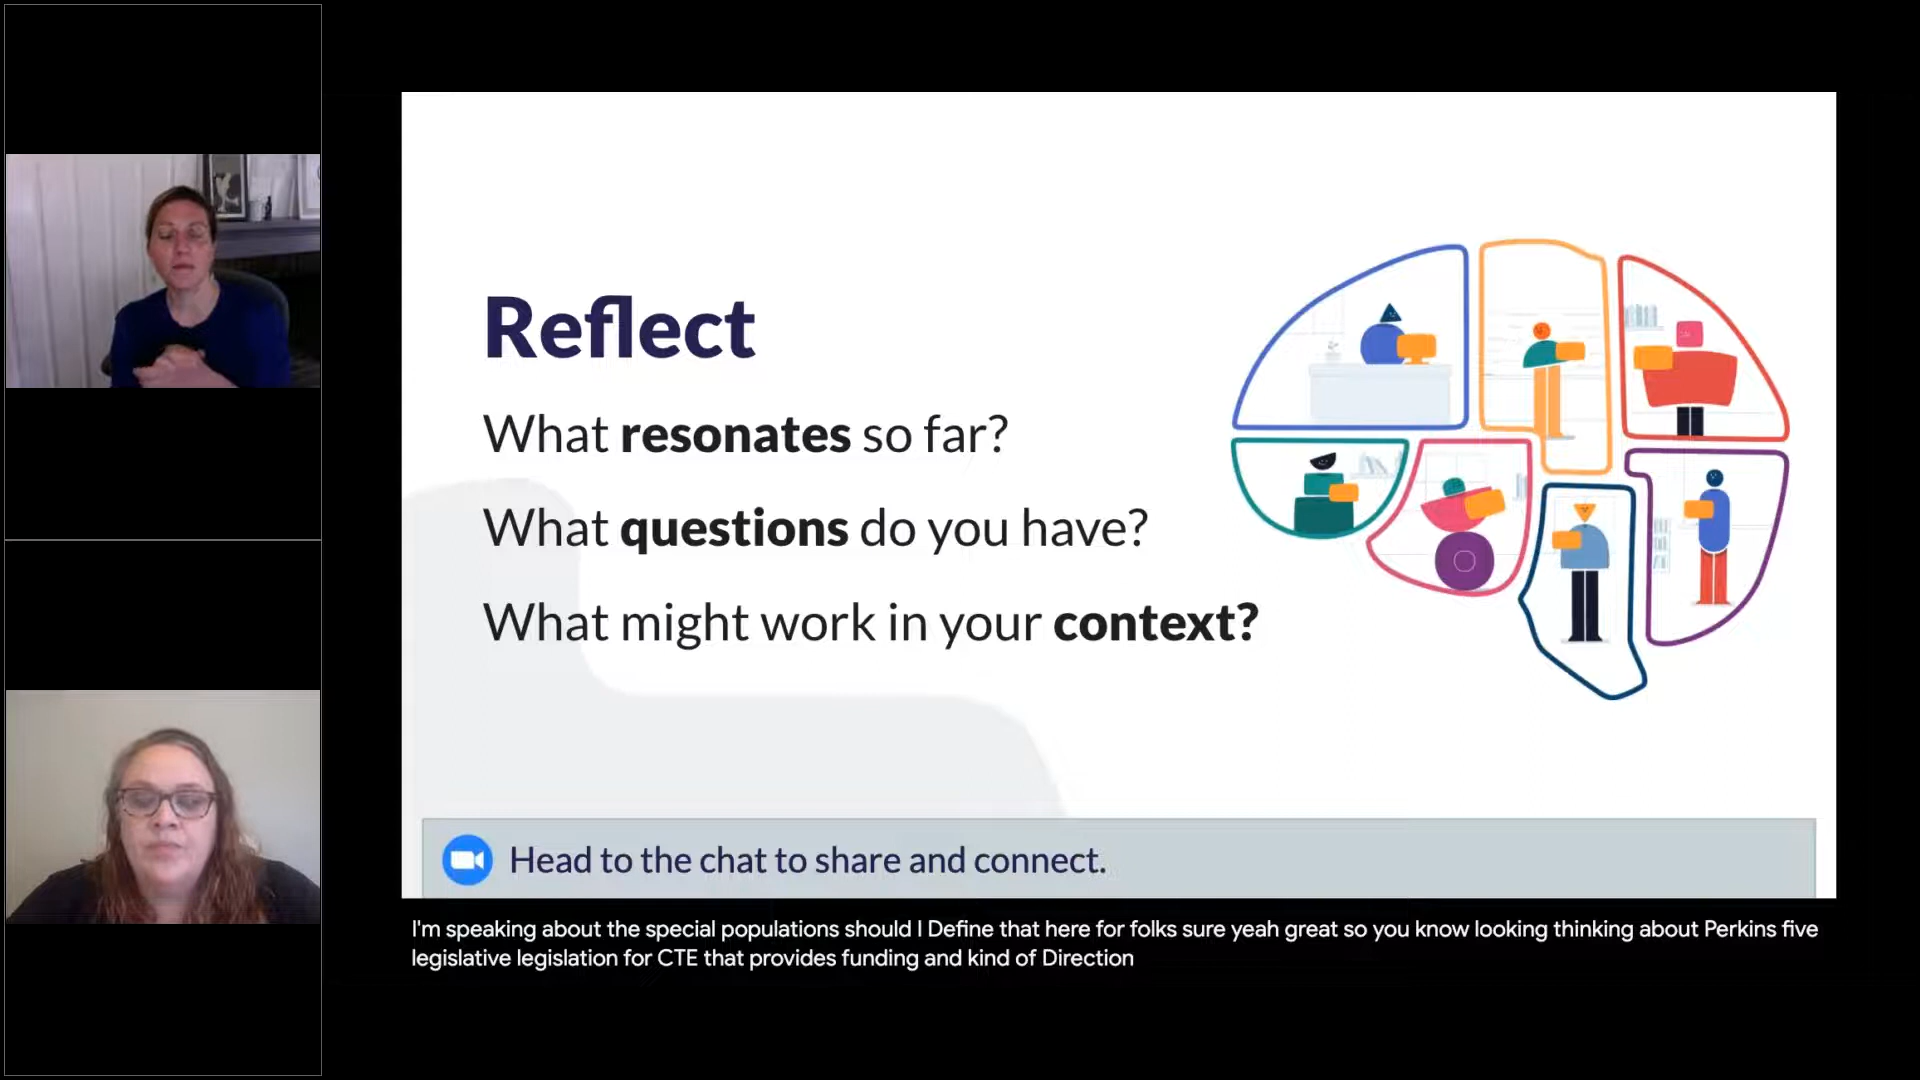 Reflect
What resonates so far?
What questions do you have?
What might work in your context?
Head to the chat to share and connect.
I'm speaking about the special populations should I Define that here for folks sure yeah great so you know looking thinking about Perkins five
legislative legislation for CTE that provides funding and kind of Direction